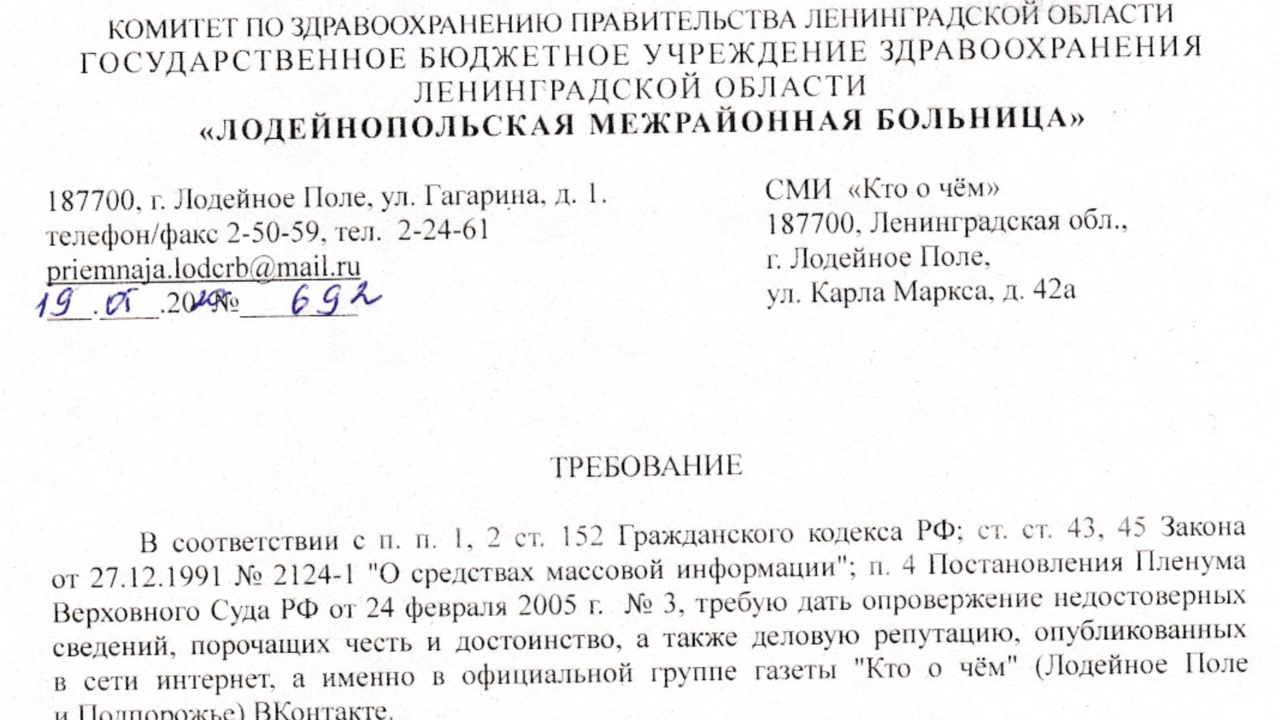 КОМИТЕТ ПО ЗДРАВООХРАНЕНИЮ ПРАВИТЕЛЬСТВА ЛЕНИНГРАДСКОЙ ОБЛАСТИ
ГОСУДАРСТВЕННОЕ БЮДЖЕТНОЕ УЧРЕЖДЕНИЕ ЗДРАВООХРАНЕНИЯ
ЛЕНИНГРАДСКОЙ ОБЛАСТИ
«ЛОДЕЙНОПОЛЬСКАЯ МЕЖРАЙОННАЯ БОЛЬНИЦА»
187700, г. Лодейное Поле, ул. Гагарина, д. 1.
телефон/факс 2-50-59, тел. 2-24-61
priemnaja.lodcrb@mail.ru
19.05.2020 № 692
СМИ «Кто о чём»
187700, Ленинградская обл.,
г. Лодейное Поле,
ул. Карла Маркса, д. 42а
ТРЕБОВАНИЕ
В соответствии с п. п. 1, 2 ст. 152 Гражданского кодекса РФ; ст. ст. 43, 45 Закона
от 27.12.1991 № 2124-1 "О средствах массовой информации"; п. 4 Постановления Пленума
Верховного Суда РФ от 24 февраля 2005 г. № 3, требую дать опровержение недостоверных
сведений, порочащих честь и достоинство, а также деловую репутацию, опубликованных
в сети интернет, а именно в официальной группе газеты "Кто о чём" (Лодейное Поле
и Подпорожье) ВКонтакте.